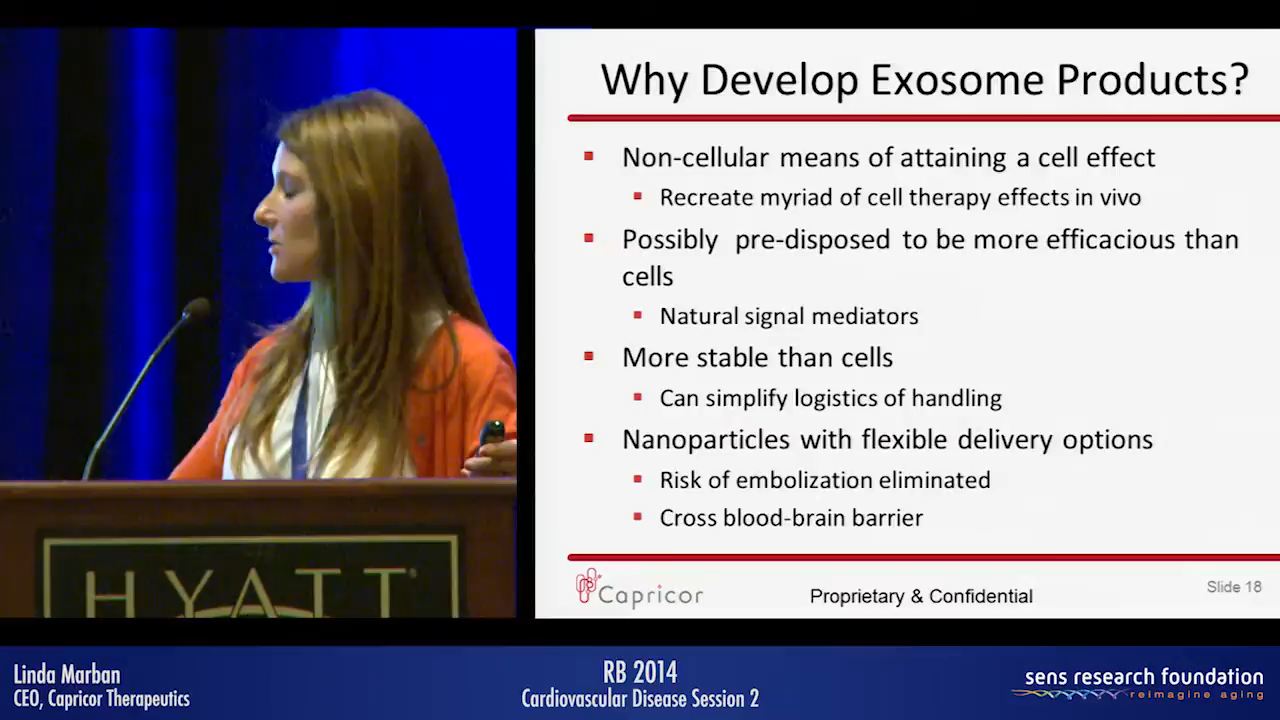 Why Develop Exosome Products?
Non-cellular means of attaining a cell effect
Recreate myriad of cell therapy effects in vivo
Possibly pre-disposed to be more efficacious than
cells
Natural signal mediators
More stable than cells
Can simplify logistics of handling
Nanoparticles with flexible delivery options
Risk of embolization eliminated
Cross blood-brain barrier
Capricor
Proprietary & Confidential
Slide 18
HYATT
Linda Marban
CEO, Capricor Therapeutics
RB 2014
Cardiovascular Disease Session 2
sens research foundation
reimagine aging